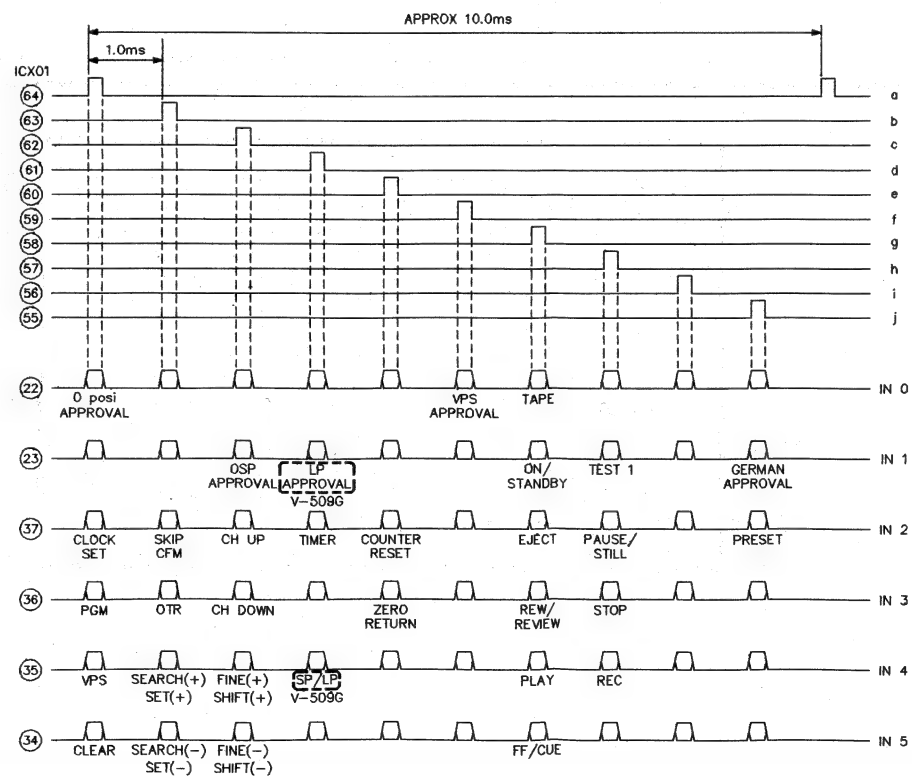 APPROX 10.0ms
1.0ms
ICX01
64 a
63 b
62 c
61 d
60 e
59 f
58 g
57 h
56 i
55 j
22 IN 0
0 posi VPS TAPE
APPROVAL APPROVAL
23 IN 1
OSP LP ON/ TEST 1 GERMAN
APPROVAL APPROVAL STANDBY APPROVAL
V-509G
37 IN 2
CLOCK SKIP CH UP TIMER COUNTER EJECT PAUSE/ PRESET
SET CFM RESET STILL
36 IN 3
PGM OTR CH DOWN ZERO REW/ STOP
RETURN REVIEW
35 IN 4
VPS SEARCH(+) FINE(+) SP/LP PLAY REC
SET(+) SHIFT(+) V-509G
34 IN 5
CLEAR SEARCH(-) FINE(-) FF/CUE
SET(-) SHIFT(-)